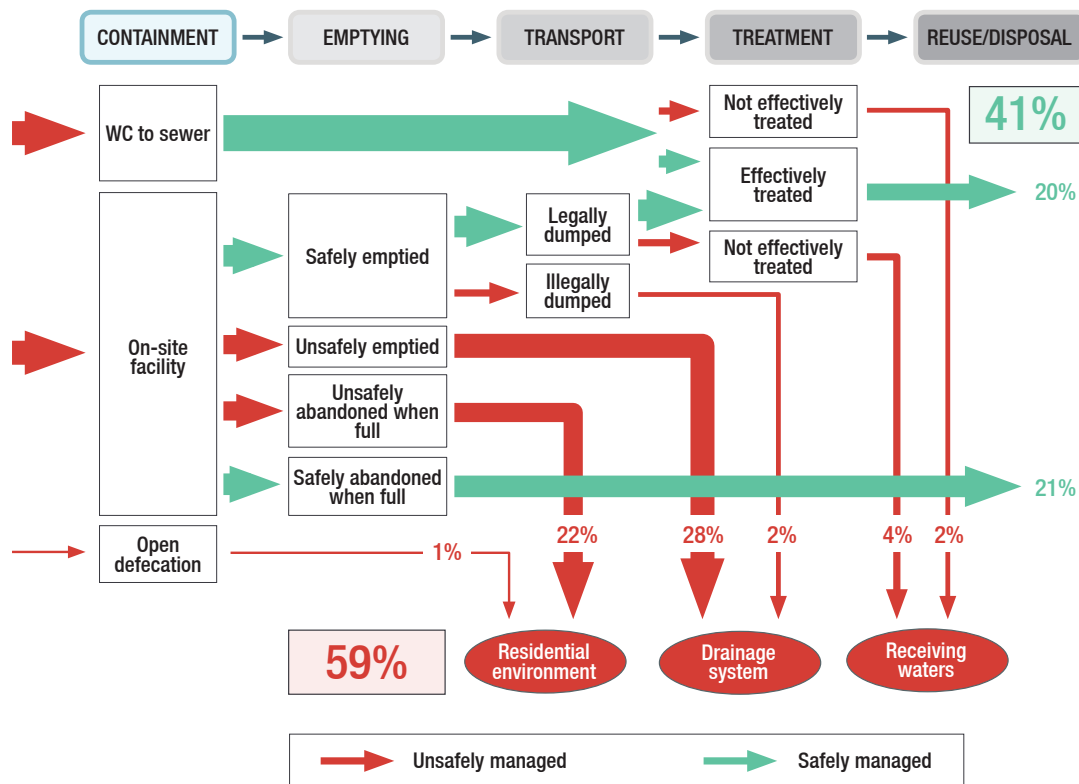 CONTAINMENT
EMPTYING
TRANSPORT
TREATMENT
REUSE/DISPOSAL
WC to sewer
Not effectively
treated
41%
Effectively
treated
20%
Safely emptied
Legally
dumped
Not effectively
treated
Illegally
dumped
On-site
facility
Unsafely emptied
Unsafely
abandoned when
full
Safely abandoned
when full
21%
Open
defecation
1%
22%
28%
2%
4%
2%
59%
Residential
environment
Drainage
system
Receiving
waters
Unsafely managed
Safely managed